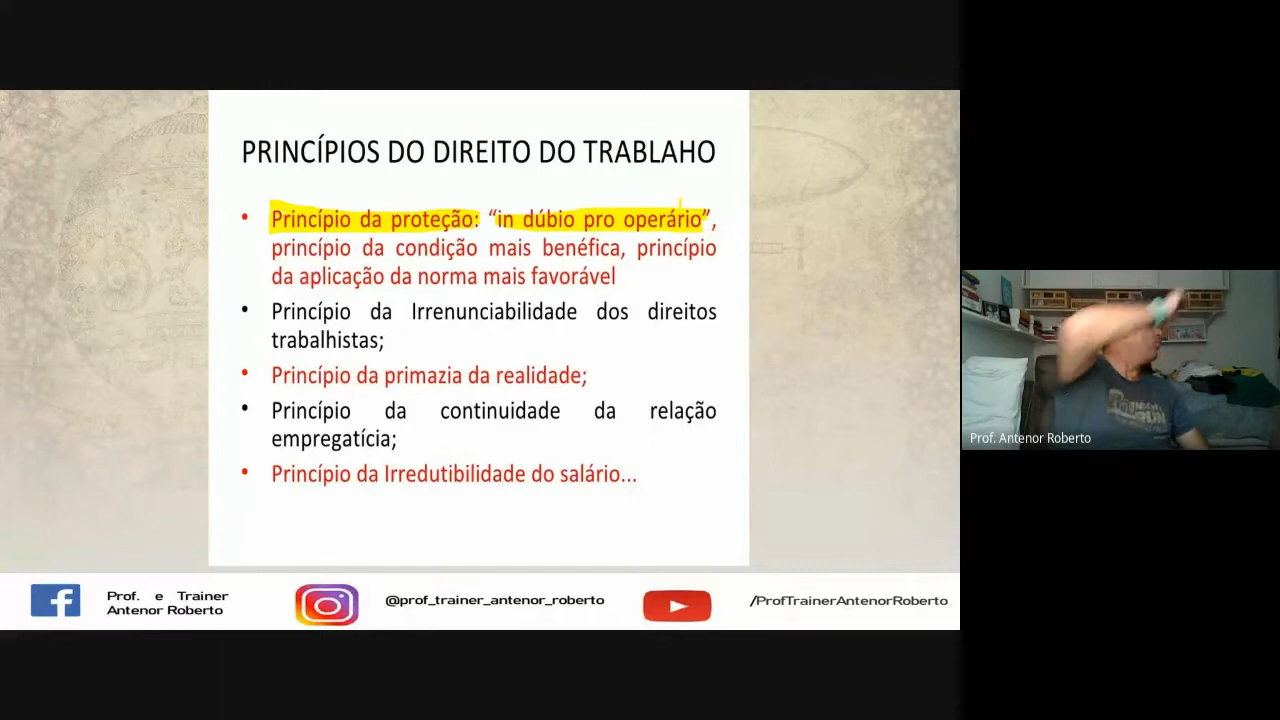 PRINCÍPIOS DO DIREITO DO TRABLAHO
• Princípio da proteção: “in dúbio pro operário”,
princípio da condição mais benéfica, princípio
da aplicação da norma mais favorável
• Princípio da Irrenunciabilidade dos direitos
trabalhistas;
• Princípio da primazia da realidade;
• Princípio da continuidade da relação
empregatícia;
• Princípio da Irredutibilidade do salário...
Prof. Antenor Roberto
Prof. e Trainer
Antenor Roberto
@prof_trainer_antenor_roberto
/ProfTrainerAntenorRoberto